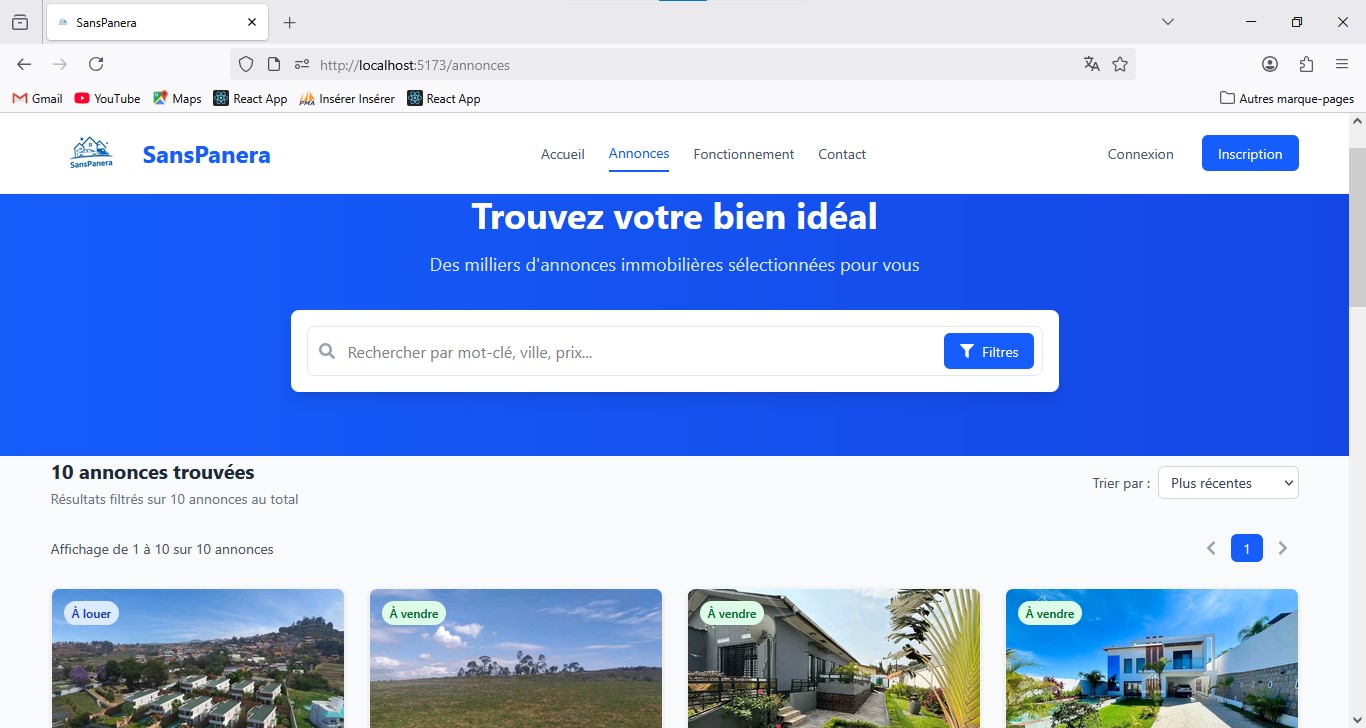 SansPanera
http://localhost:5173/annonces
Gmail YouTube Maps React App Insérer Insérer React App Autres marque-pages
SansPanera SansPanera Accueil Annonces Fonctionnement Contact Connexion Inscription
Trouvez votre bien idéal
Des milliers d'annonces immobilières sélectionnées pour vous
Rechercher par mot-clé, ville, prix... Filtres
10 annonces trouvées
Résultats filtrés sur 10 annonces au total
Trier par : Plus récentes
Affichage de 1 à 10 sur 10 annonces 1
À louer À vendre À vendre À vendre